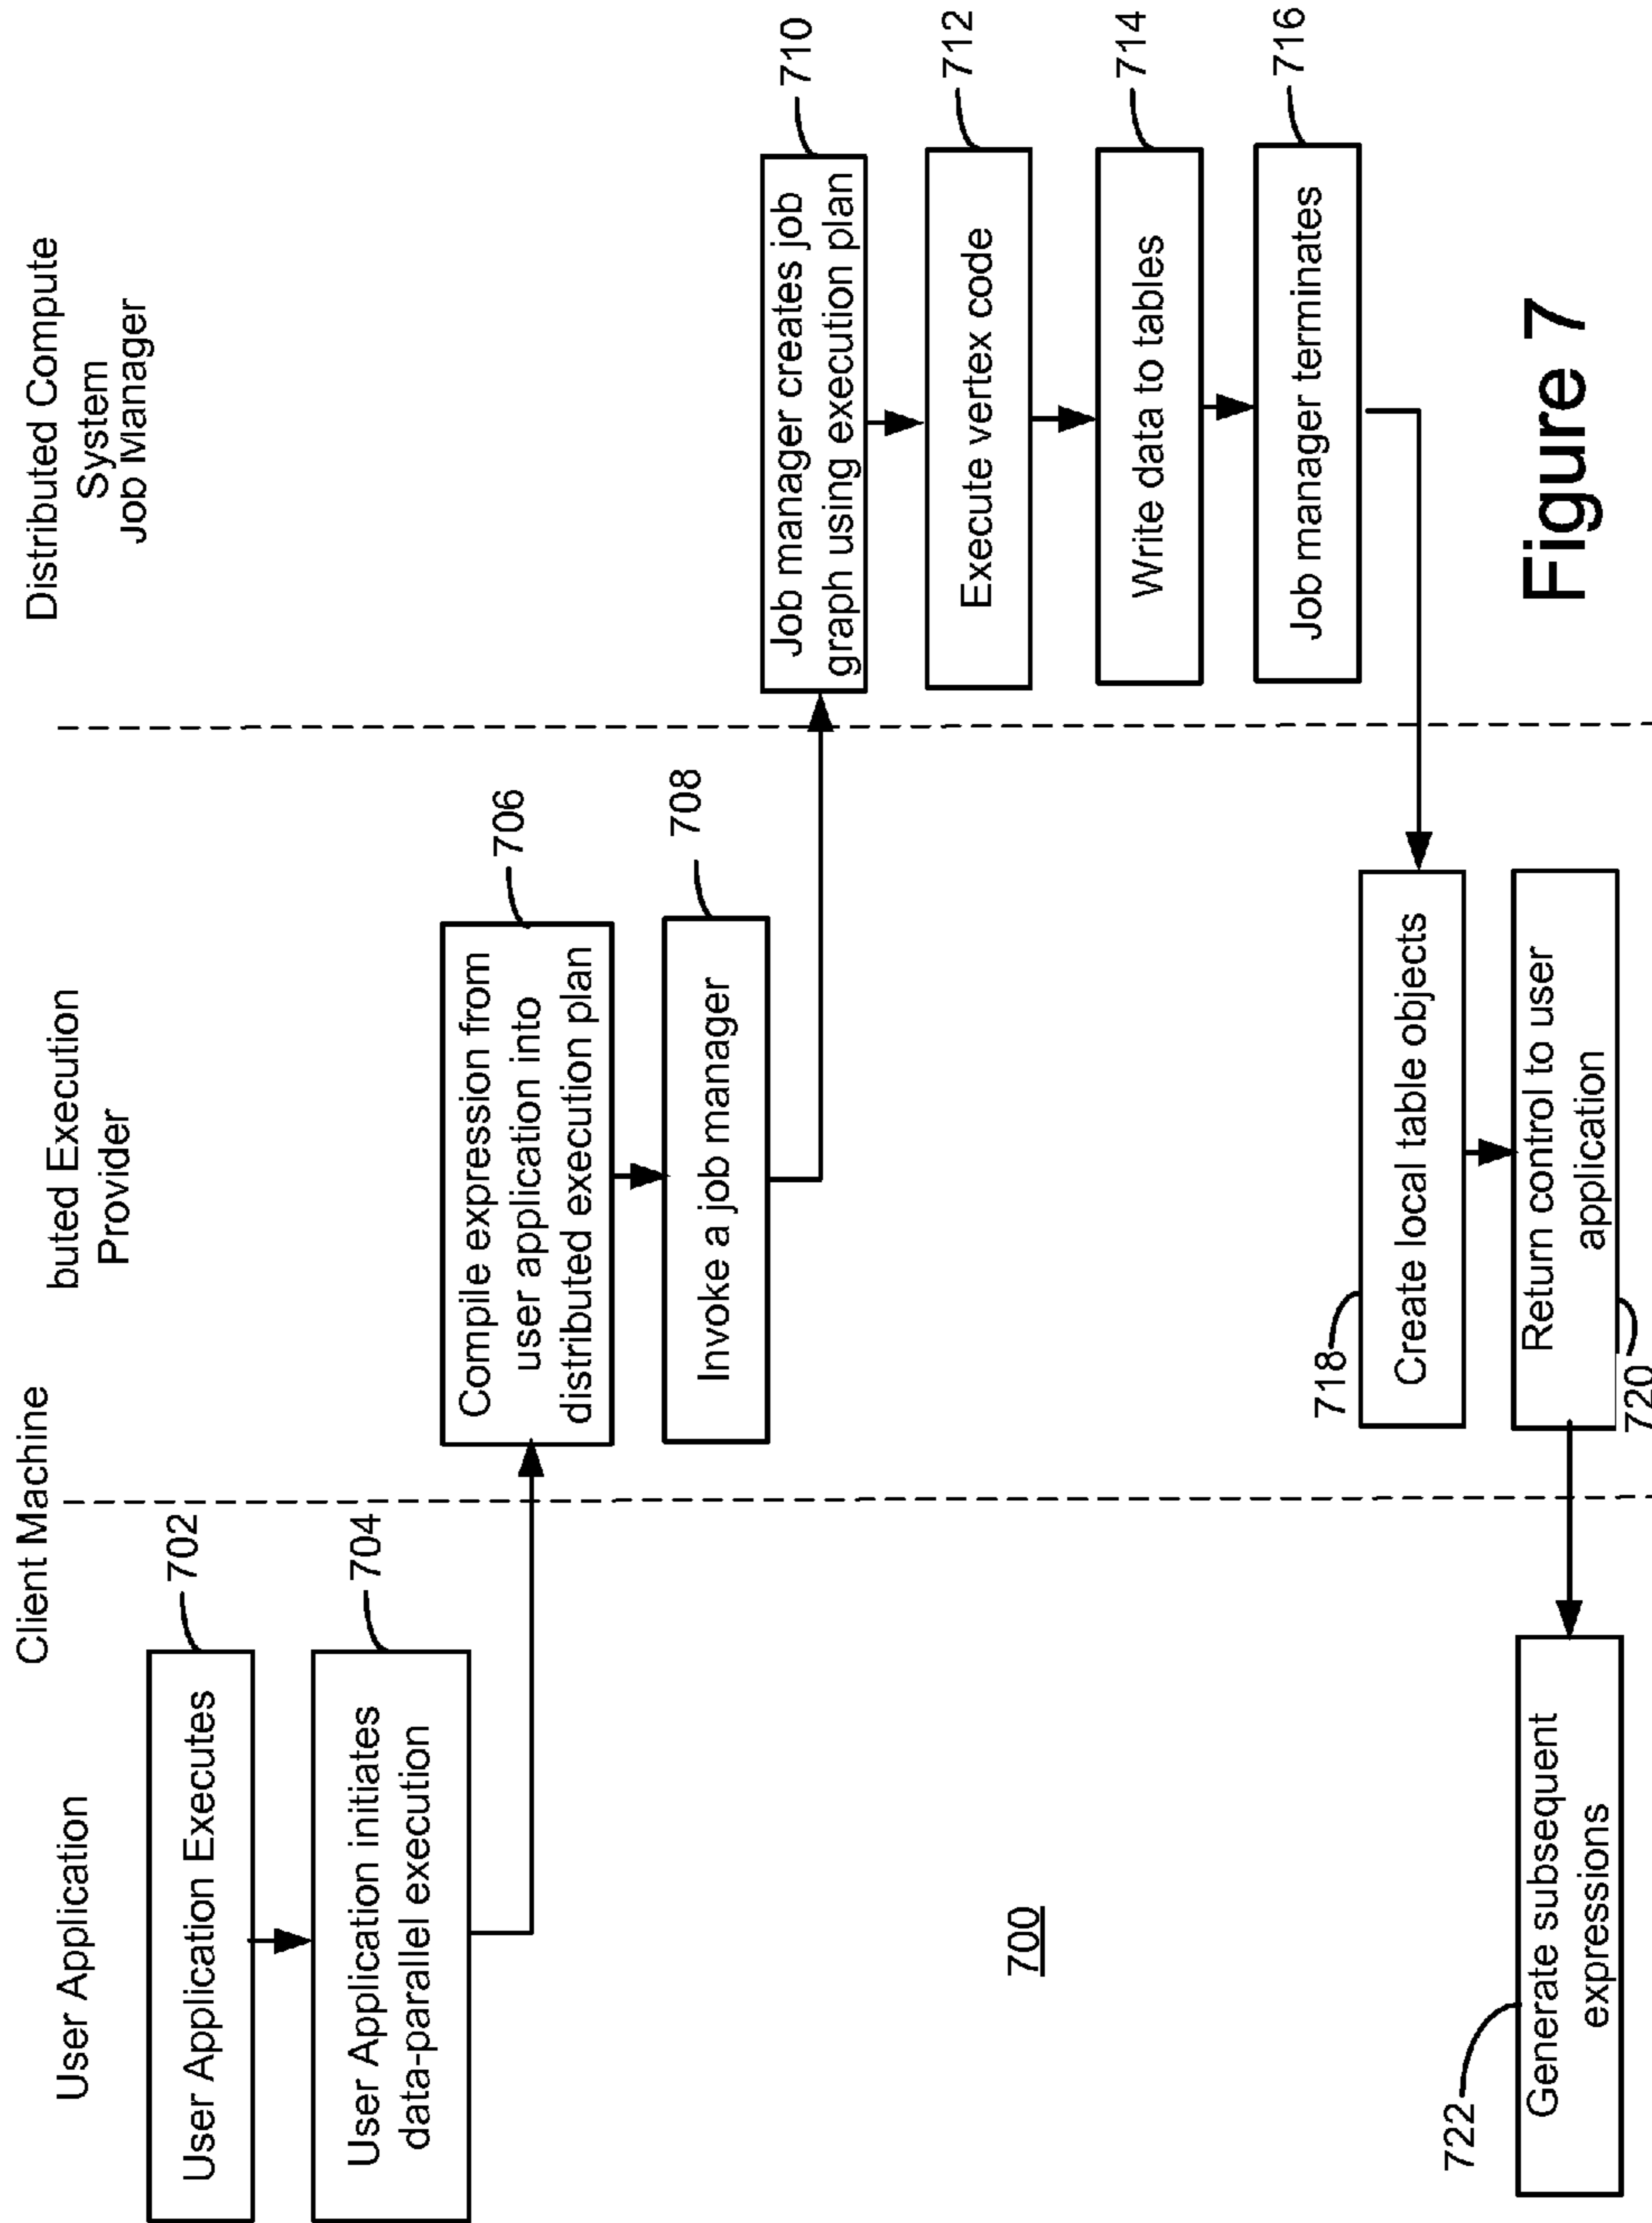 Client Machine
User Application
buted Execution
Provider
Distributed Compute
System
Job Manager
User Application Executes
702
User Application initiates
data-parallel execution
704
Compile expression from
user application into
distributed execution plan
706
Invoke a job manager
708
Job manager creates job
graph using execution plan
710
Execute vertex code
712
Write data to tables
714
Job manager terminates
716
718
Create local table objects
Return control to user
application
720
722
Generate subsequent
expressions
700
Figure 7